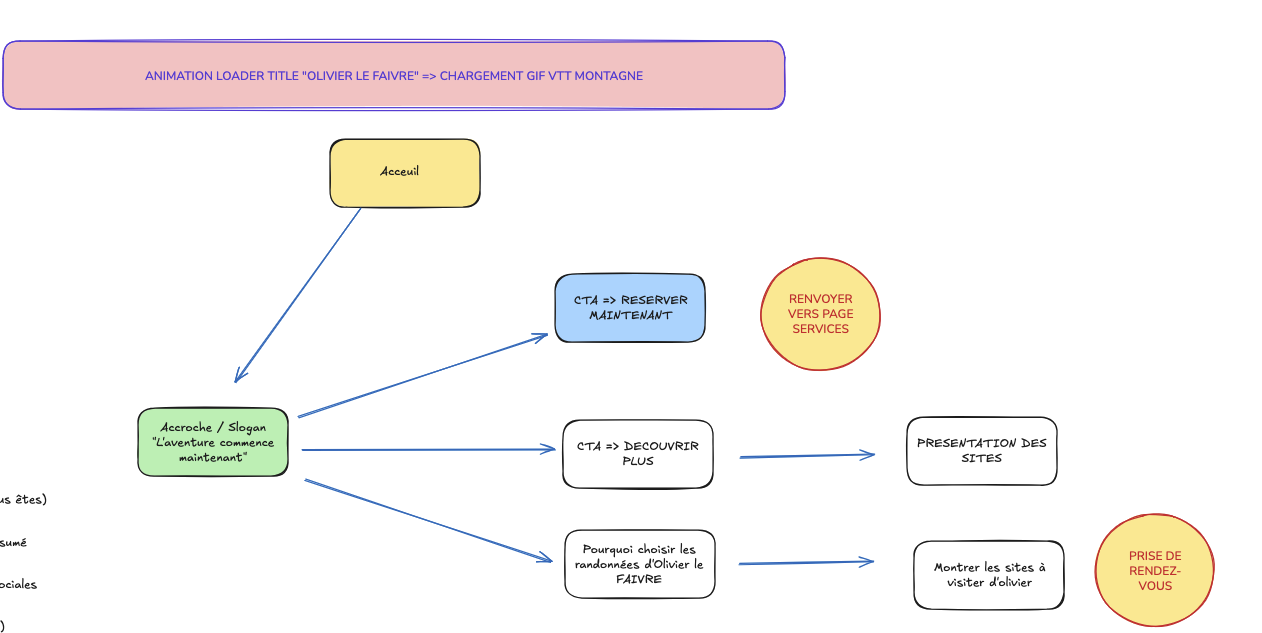 ANIMATION LOADER TITLE "OLIVIER LE FAIVRE" => CHARGEMENT GIF VTT MONTAGNE
Acceuil
CTA => RESERVER
MAINTENANT
RENVOYER
VERS PAGE
SERVICES
Accroche / Slogan
"L'aventure commence
maintenant"
CTA => DECOUVRIR
PLUS
PRESENTATION DES
SITES
us êtes)
sumé
ociales
)
Pourquoi choisir les
randonnées d'Olivier le
FAIVRE
Montrer les sites à
visiter d'olivier
PRISE DE
RENDEZ-
VOUS